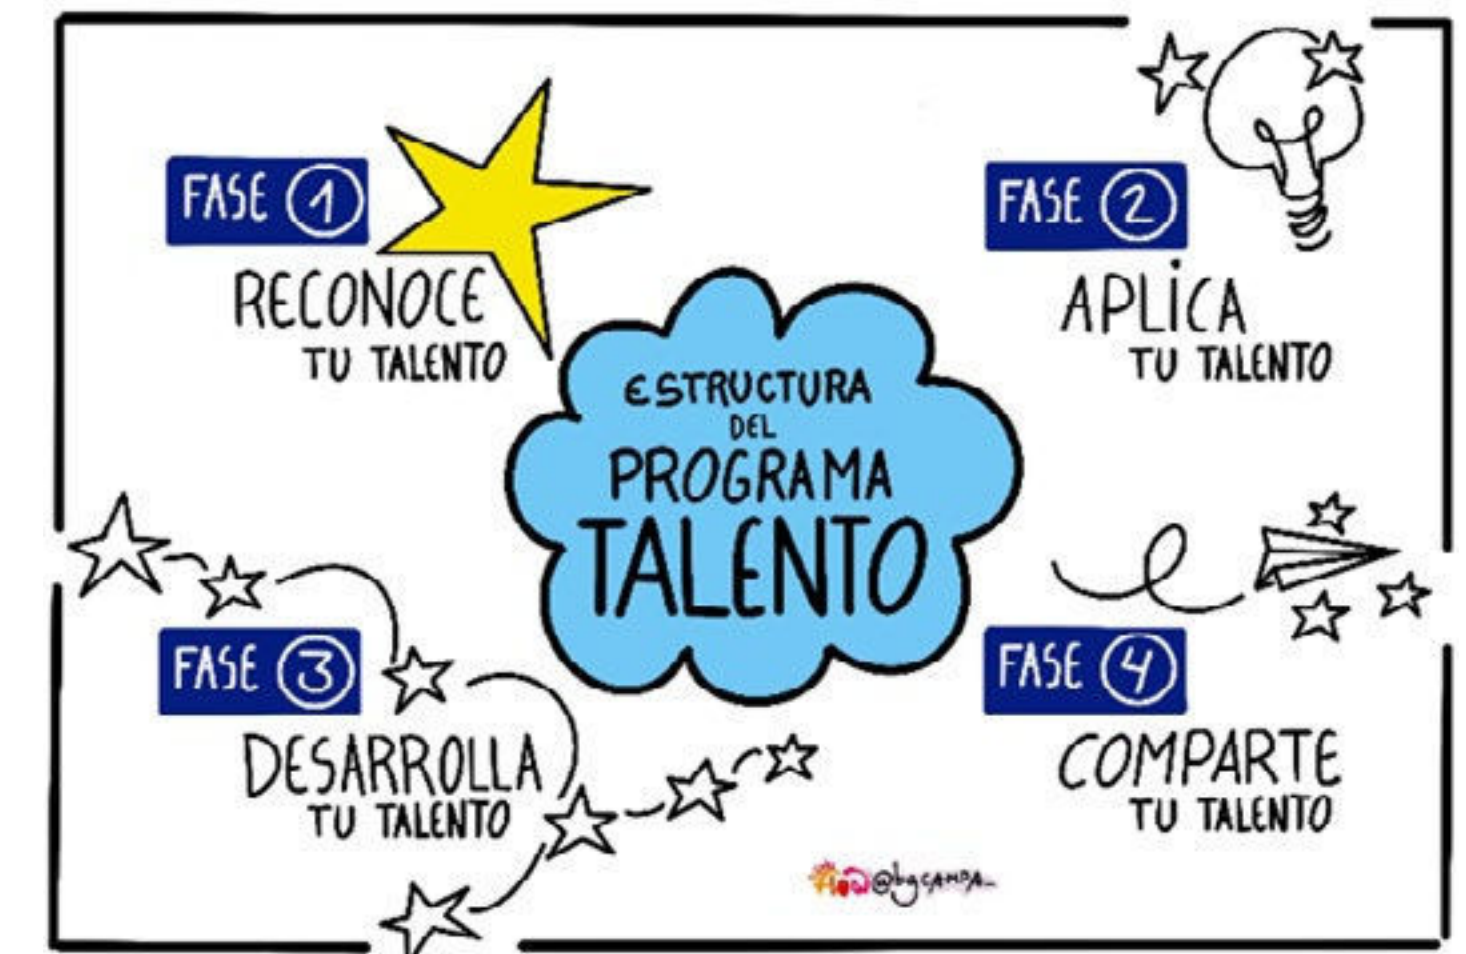 FASE 1
RECONOCE
TU TALENTO
FASE 2
APLICA
TU TALENTO
ESTRUCTURA
DEL
PROGRAMA
TALENTO
FASE 3
DESARROLLA
TU TALENTO
FASE 4
COMPARTE
TU TALENTO
@bgcampa_